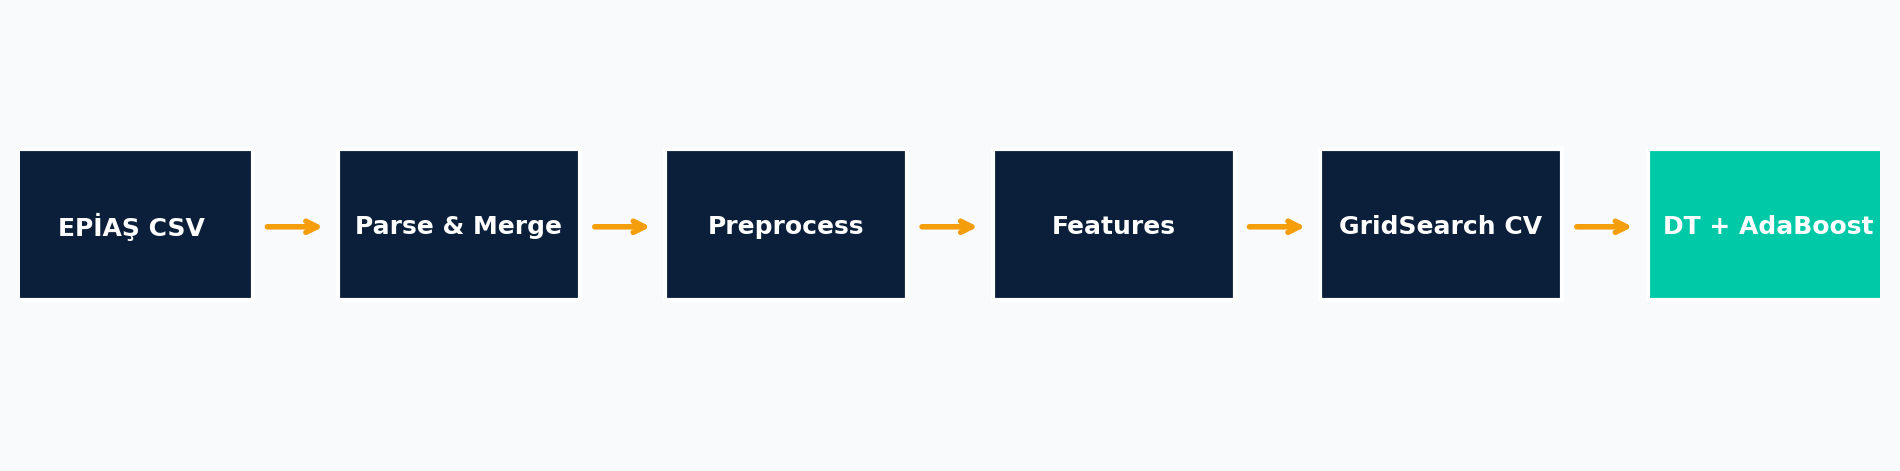 EPİAŞ CSV
Parse & Merge
Preprocess
Features
GridSearch CV
DT + AdaBoost